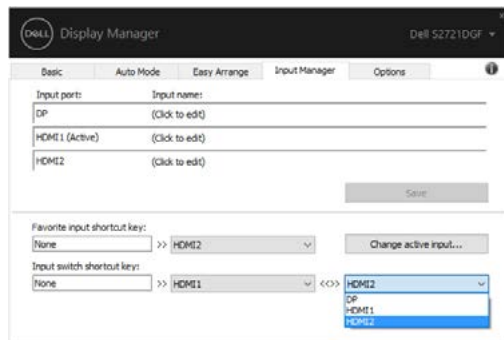 DELL Display Manager Dell S2721DGF
Basic Auto Mode Easy Arrange Input Manager Options
Input port: Input name:
DP (Click to edit)
HDMI1 (Active) (Click to edit)
HDMI2 (Click to edit)
Save
Favorite input shortcut key:
None >> HDMI2 Change active input...
Input switch shortcut key:
None >> HDMI1 <<>> HDMI2
DP
HDMI1
HDMI2